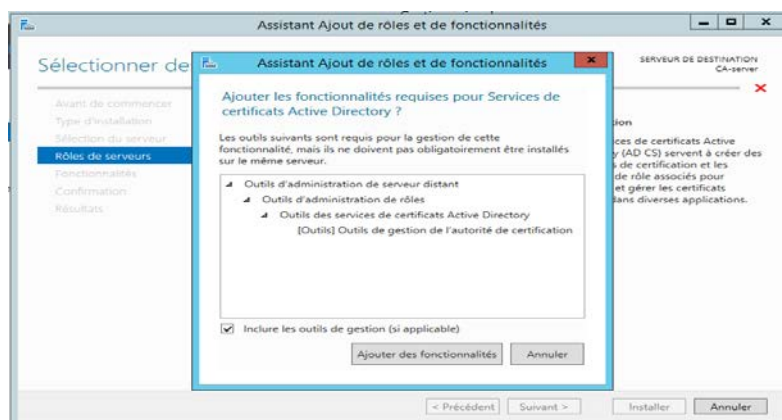 Assistant Ajout de rôles et de fonctionnalités
Sélectionner de
SERVEUR DE DESTINATION
CA-server
Avant de commencer
Type d'installation
Sélection du serveur
Rôles de serveurs
Fonctionnalités
Confirmation
Résultats
Assistant Ajout de rôles et de fonctionnalités
Ajouter les fonctionnalités requises pour Services de
certificats Active Directory ?
Les outils suivants sont requis pour la gestion de cette
fonctionnalité, mais ils ne doivent pas obligatoirement être installés
sur le même serveur.
Outils d'administration de serveur distant
Outils d'administration de rôles
Outils des services de certificats Active Directory
[Outils] Outils de gestion de l'autorité de certification
Inclure les outils de gestion (si applicable)
Ajouter des fonctionnalités
Annuler
ion
ces de certificats Active
y (AD CS) servent à créer des
s de certification et les
de rôle associés pour
et gérer les certificats
dans diverses applications.
< Précédent
Suivant >
Installer
Annuler